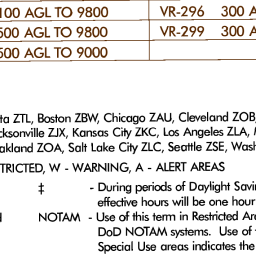 100 AGL TO 9800 VR-296 300 A
500 AGL TO 9800 VR-299 300 A
500 AGL TO 9000
ta ZTL, Boston ZBW, Chicago ZAU, Cleveland ZOB,
cksonville ZJX, Kansas City ZKC, Los Angeles ZLA,
akland ZOA, Salt Lake City ZLC, Seattle ZSE, Wash
TRICTED, W - WARNING, A - ALERT AREAS
‡ - During periods of Daylight Savi
effective hours will be one hour
NOTAM - Use of this term in Restricted Ar
DoD NOTAM systems. Use of
Special Use areas indicates the